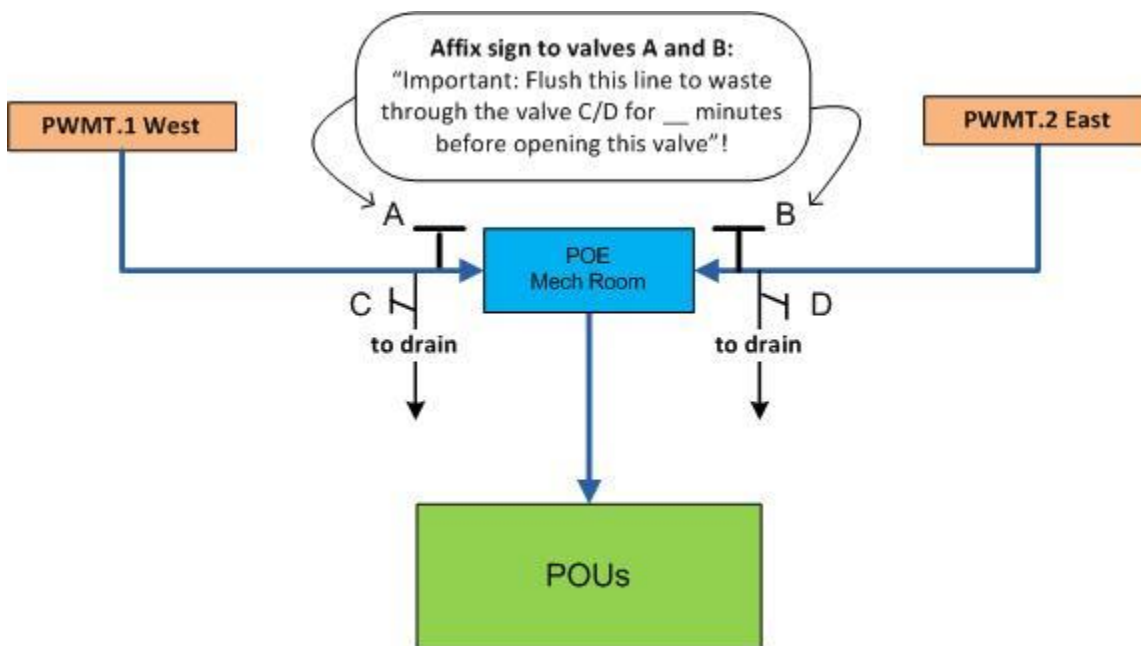 Affix sign to valves A and B:
“Important: Flush this line to waste
through the valve C/D for __ minutes
before opening this valve”!
PWMT.1 West
PWMT.2 East
A
B
POE
Mech Room
C
D
to drain
to drain
POUs